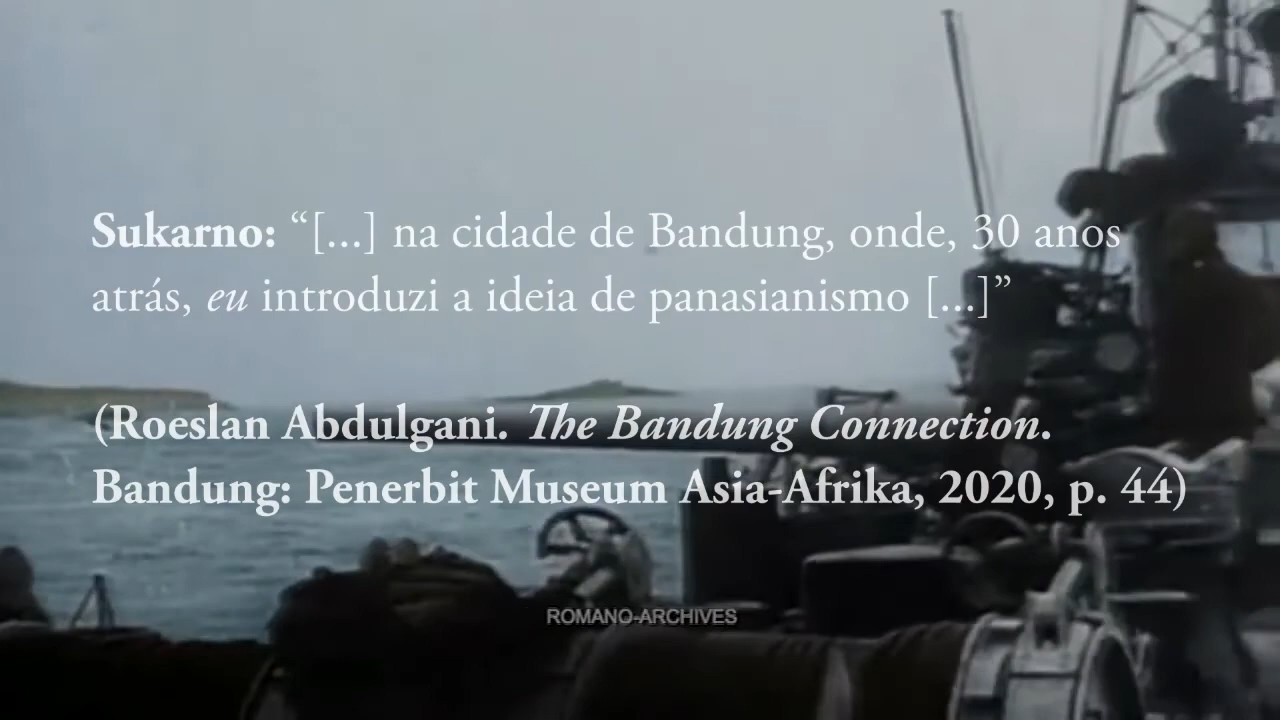 Sukarno: “[...] na cidade de Bandung, onde, 30 anos
atrás, eu introduzi a ideia de panasianismo [...]”
(Roeslan Abdulgani. The Bandung Connection.
Bandung: Penerbit Museum Asia-Afrika, 2020, p. 44)
ROMANO-ARCHIVES